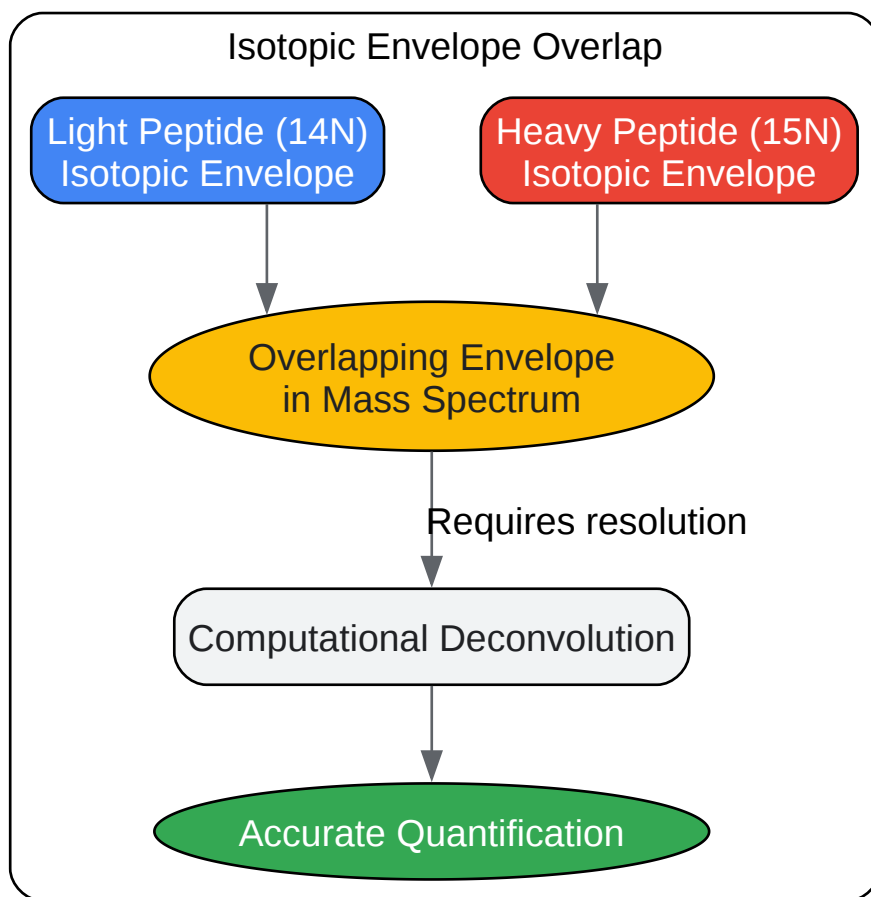 Isotopic Envelope Overlap
Light Peptide (14N)
Isotopic Envelope
Heavy Peptide (15N)
Isotopic Envelope
Overlapping Envelope
in Mass Spectrum
Requires resolution
Computational Deconvolution
Accurate Quantification